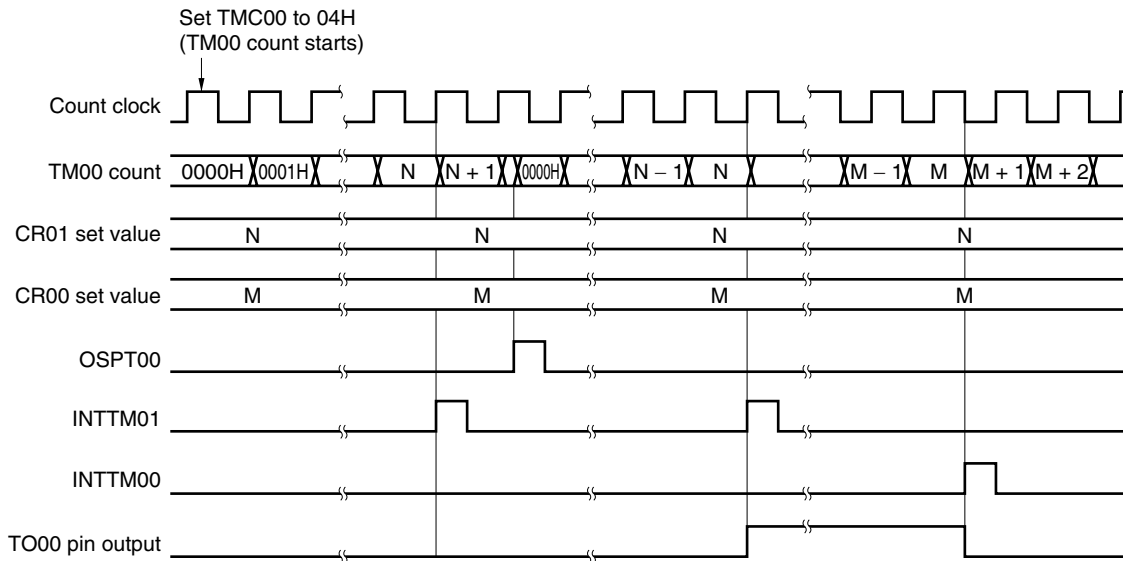 Set TMC00 to 04H
(TM00 count starts)
Count clock
TM00 count 0000H 0001H N N + 1 0000H N − 1 N M − 1 M M + 1 M + 2
CR01 set value N N N N
CR00 set value M M M M
OSPT00
INTTM01
INTTM00
TO00 pin output